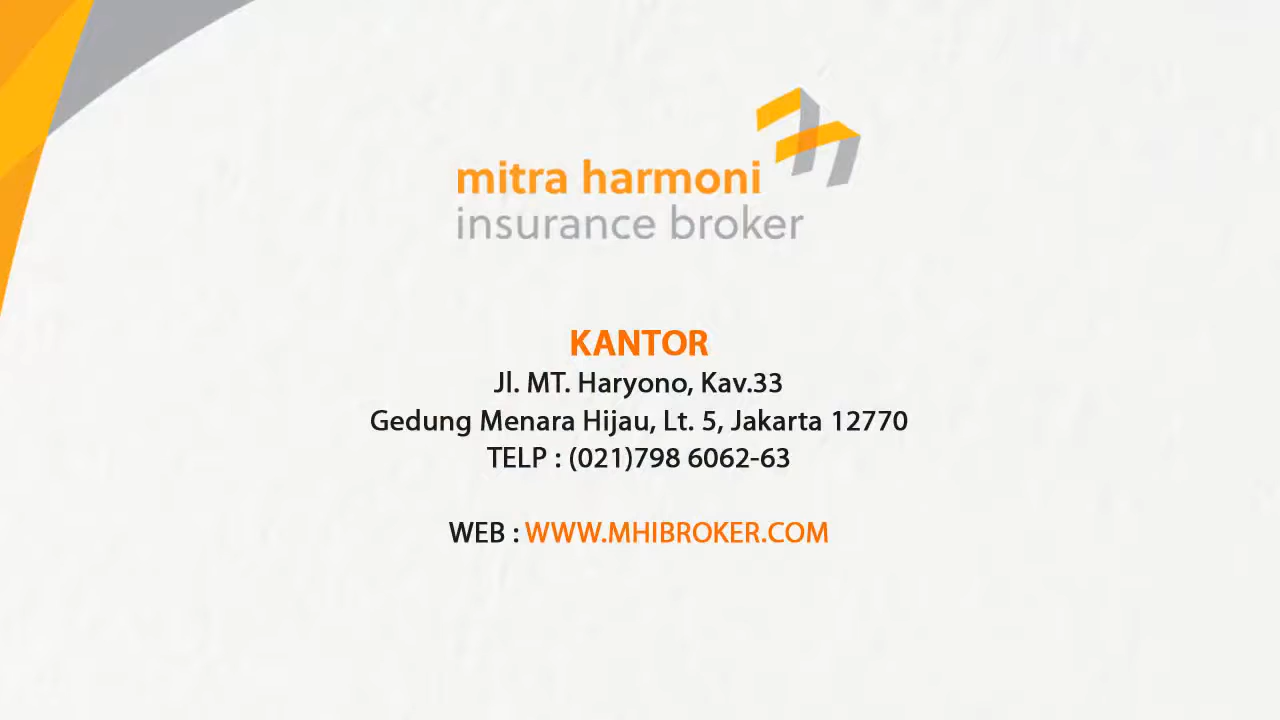 mitra harmoni
insurance broker
KANTOR
Jl. MT. Haryono, Kav.33
Gedung Menara Hijau, Lt. 5, Jakarta 12770
TELP : (021)798 6062-63
WEB : WWW.MHIBROKER.COM